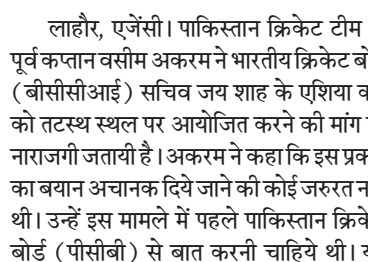 लाहौर, एजेंसी। पाकिस्तान क्रिकेट टीम
पूर्व कप्तान वसीम अकरम ने भारतीय क्रिकेट
(बीसीसीआई) सचिव जय शाह के एशिया
को तटस्थ स्थल पर आयोजित करने की मांग
नाराजगी जतायी है। अकरम ने कहा कि इस
का बयान अचानक दिये जाने की कोई जरुरत
थी। उन्हें इस मामले में पहले पाकिस्तान
बोर्ड (पीसीबी) से बात करनी चाहिये थी।